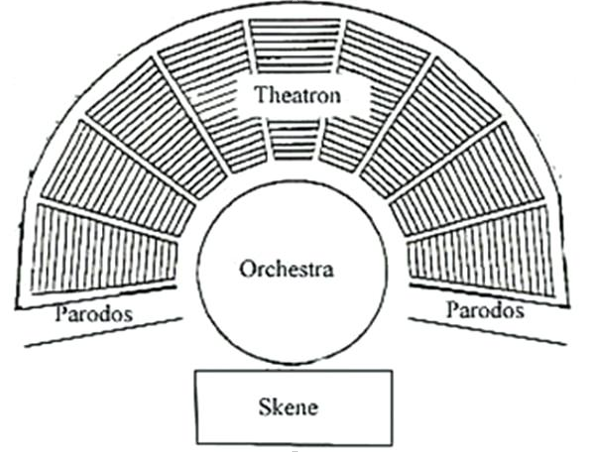 Theatron
Orchestra
Parodos
Parodos
Skene